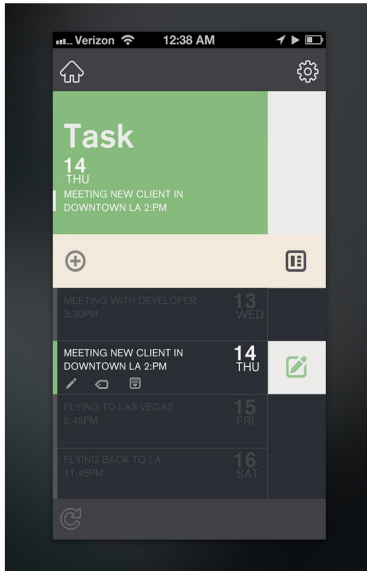 Verizon 12:38 AM
Task
14
THU
MEETING NEW CLIENT IN
DOWNTOWN LA 2:PM
MEETING WITH DEVELOPER 13
3:30PM WED
MEETING NEW CLIENT IN 14
DOWNTOWN LA 2:PM THU
FLYING TO LAS VEGAS 15
6:45PM FRI
FLYING BACK TO LA 16
11:45PM SAT